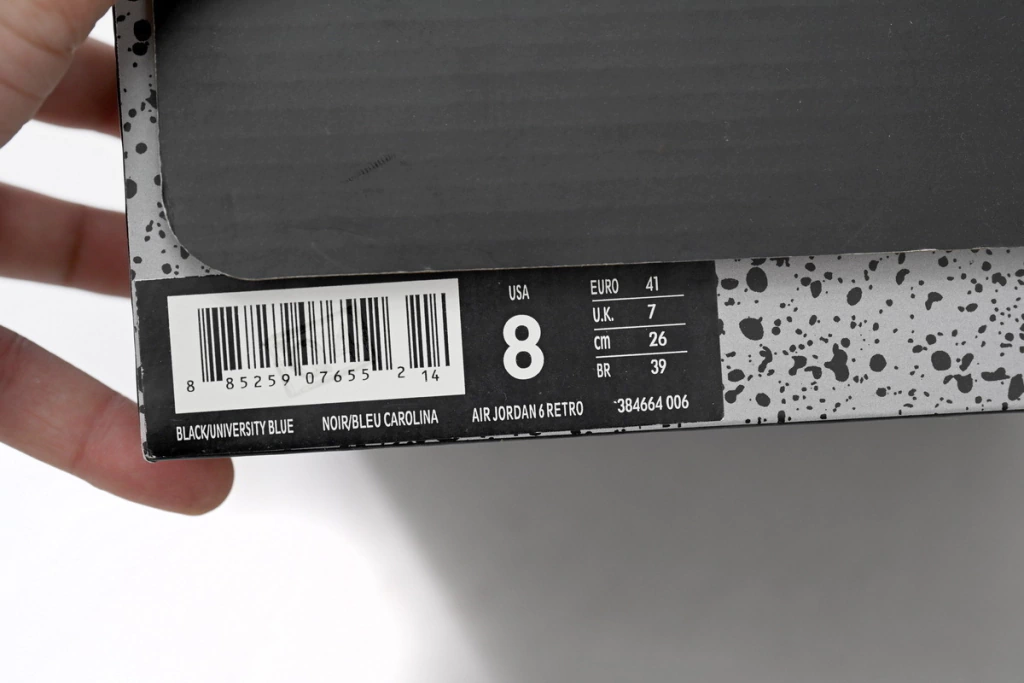 8 85259 07655 2 14
BLACK/UNIVERSITY BLUE NOIR/BLEU CAROLINA
USA
8
EURO 41
U.K. 7
cm 26
BR 39
AIR JORDAN 6 RETRO 384664 006